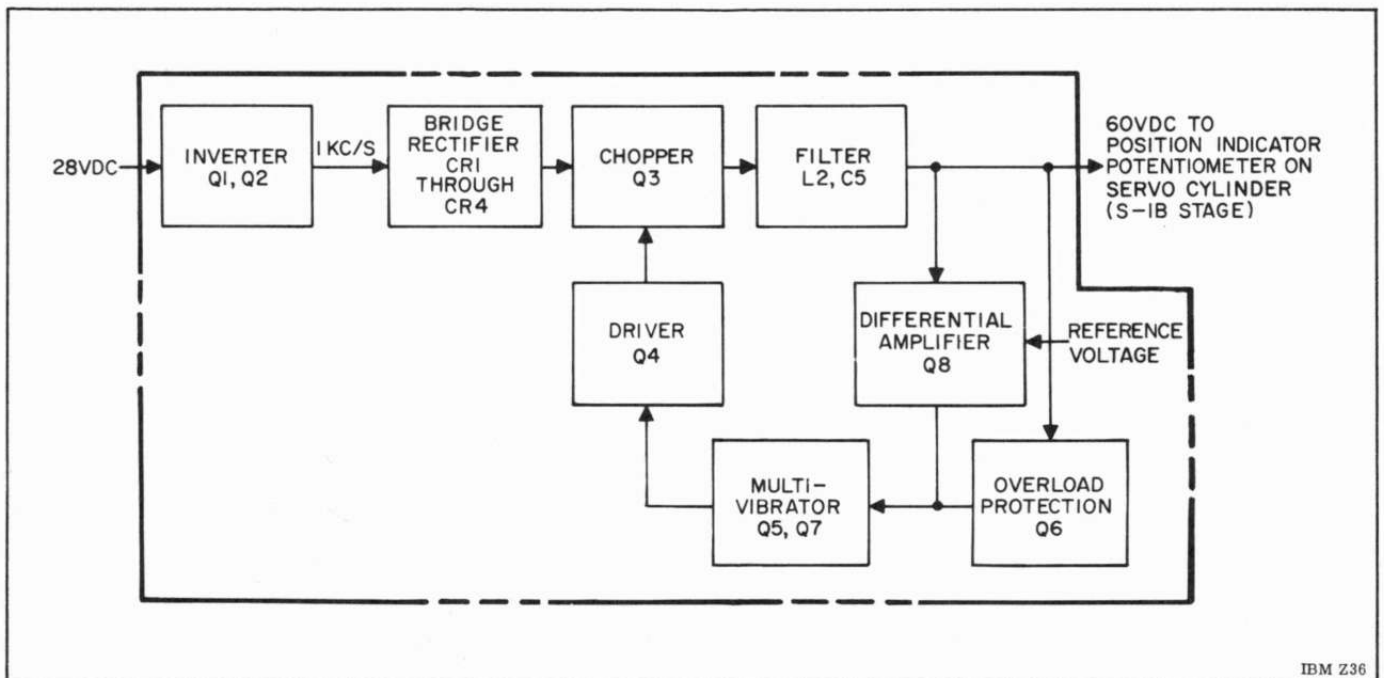 28VDC
INVERTER
Q1, Q2
1 KC/S
BRIDGE
RECTIFIER
CR1
THROUGH
CR4
CHOPPER
Q3
FILTER
L2, C5
60VDC TO
POSITION INDICATOR
POTENTIOMETER ON
SERVO CYLINDER
(S-IB STAGE)
DRIVER
Q4
DIFFERENTIAL
AMPLIFIER
Q8
REFERENCE
VOLTAGE
MULTI-
VIBRATOR
Q5, Q7
OVERLOAD
PROTECTION
Q6
IBM Z36